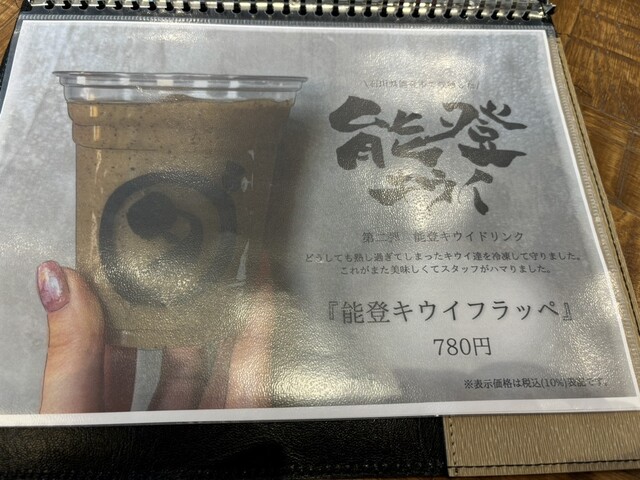 能登
キウイ
第二弾 能登キウイドリンク
どうしても熟し過ぎてしまったキウイ達を冷凍して守りました。
これがまた美味しくてスタッフがハマりました。
『能登キウイフラッペ』
780円
※表示価格は税込(10%)表記です。